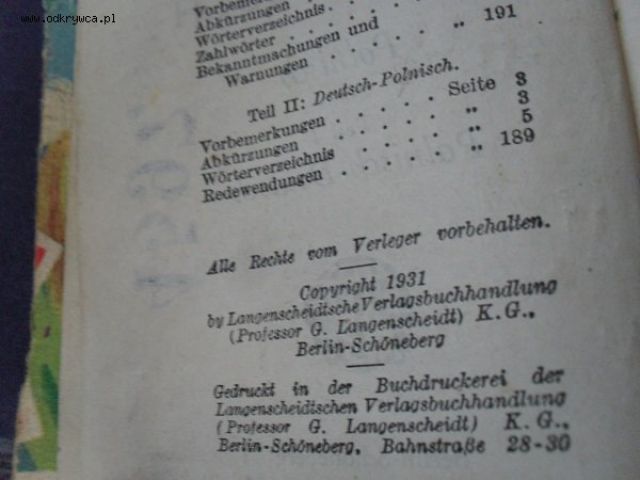 www.odkrywca.pl
Vorbemerkungen
Abkürzungen
Wörterverzeichnis
Zahlwörter . . . . . „ 191
Bekanntmachungen und
Warnungen . . . . . „
Teil II: Deutsch-Polnisch.
Vorbemerkungen . . . . . Seite 3
Abkürzungen . . . . . „ 3
Wörterverzeichnis . . . . „ 5
Redewendungen . . . . . „ 189
Alle Rechte vom Verleger vorbehalten.
Copyright 1931
by Langenscheidtsche Verlagsbuchhandlung
(Professor G. Langenscheidt) K. G.,
Berlin-Schöneberg
Gedruckt in der Buchdruckerei der
Langenscheidtschen Verlagsbuchhandlung
(Professor G. Langenscheidt) K. G.,
Berlin-Schöneberg, Bahnstraße 28-30